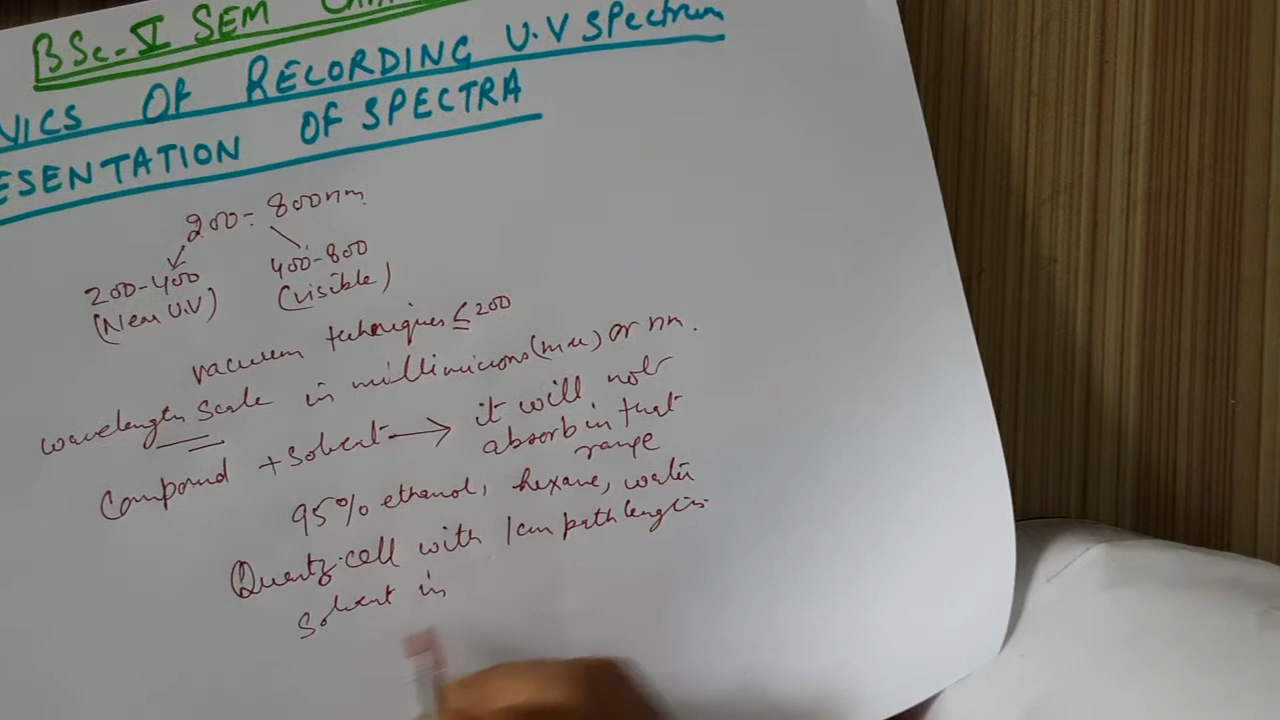 BSc-V SEM
NICS OF RECORDING U.V SPectrum
ESENTATION OF SPECTRA
200-800nm
200-400 400-800
(Near U.V) (visible)
vacuum techniques ≤200
wavelength scale in millimicrons (mμ) or nm.
Compound + Solvent → it will not
absorb in that
range
95% ethanol, hexane, water
Quartz cell with 1cm path length.
Solvent in